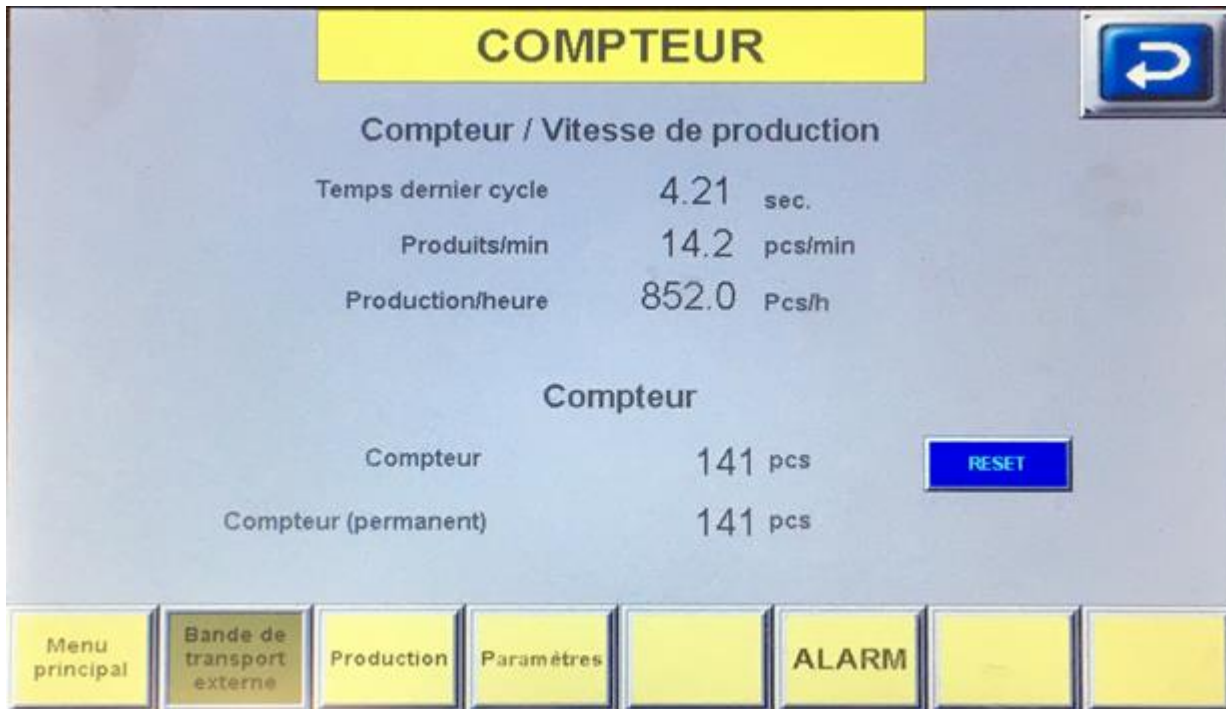 COMPTEUR
Compteur / Vitesse de production
Temps dernier cycle 4.21 sec.
Produits/min 14.2 pcs/min
Production/heure 852.0 Pcs/h
Compteur
Compteur 141 pcs RESET
Compteur (permanent) 141 pcs
Menu principal
Bande de transport externe
Production
Paramètres
ALARM